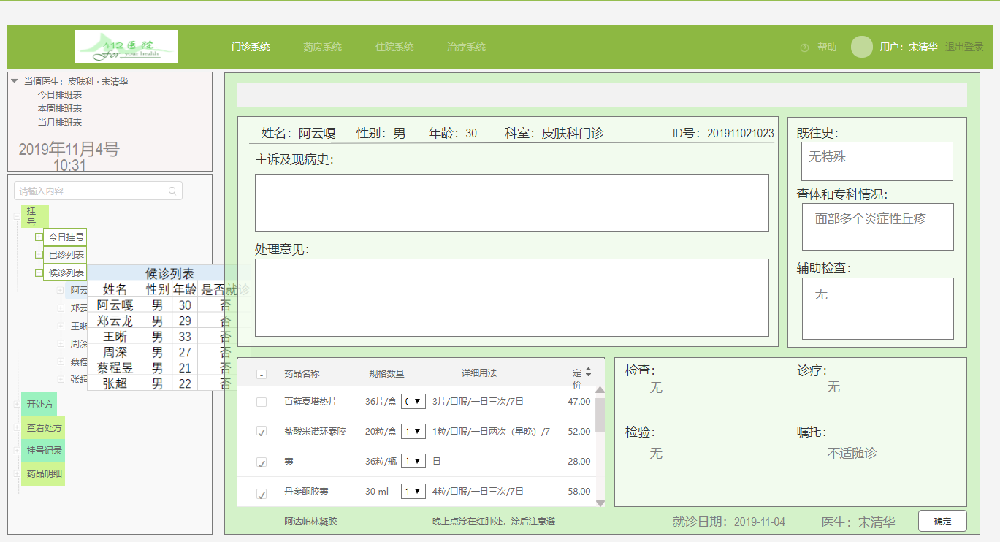 412 医院
For your health
门诊系统 药房系统 住院系统 治疗系统
帮助 用户：宋清华 退出登录
当值医生：皮肤科 · 宋清华
今日排班表
本周排班表
当月排班表
2019年11月4号
10:31
请输入内容
挂号
今日挂号
已诊列表
候诊列表
阿云
郑云
王晰
周深
蔡程
张超
开处方
查看处方
挂号记录
药品明细
候诊列表
姓名 性别 年龄 是否就诊
阿云嘎 男 30 否
郑云龙 男 29 否
王晰 男 33 否
周深 男 27 否
蔡程昱 男 21 否
张超 男 22 否
姓名：阿云嘎 性别：男 年龄：30 科室：皮肤科门诊 ID号：201911021023
主诉及现病史：
处理意见：
既往史：
无特殊
查体和专科情况：
面部多个炎症性丘疹
辅助检查：
无
药品名称 规格数量 详细用法 定价
百藓夏塔热片 36片/盒 0 3片/口服/一日三次/7日 47.00
盐酸米诺环素胶 20粒/盒 1 1粒/口服/一日两次（早晚）/7 52.00
囊 36粒/瓶 1 日 28.00
丹参酮胶囊 30 ml 1 4粒/口服/一日三次/7日 58.00
阿达帕林凝胶 晚上点涂在红肿处，涂后注意避
检查：
无
诊疗：
无
检验：
无
嘱托：
不适随诊
就诊日期：2019-11-04 医生：宋清华 确定